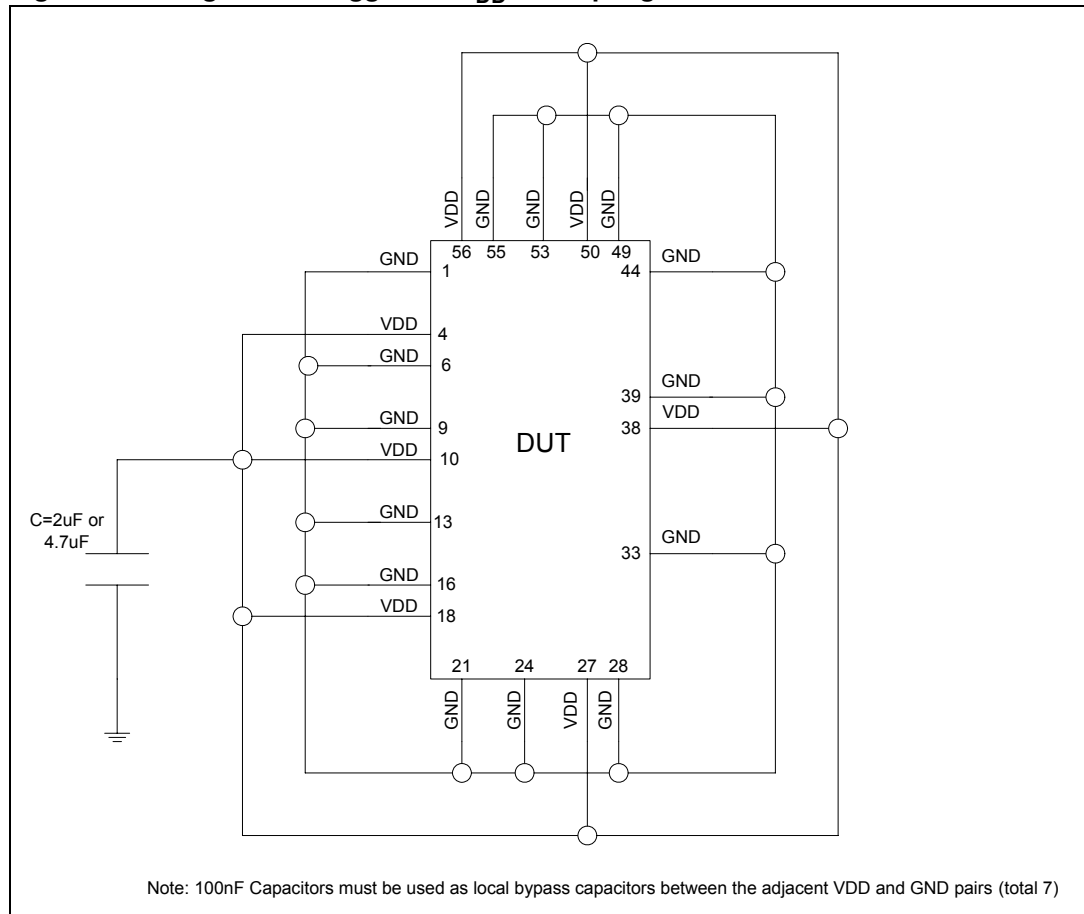 VDD
GND
GND
VDD
GND
56
55
53
50
49
GND
1
44
GND
VDD
4
GND
6
39
GND
GND
9
38
VDD
DUT
VDD
10
C=2uF or
4.7uF
GND
13
33
GND
GND
16
VDD
18
21
24
27
28
GND
GND
VDD
GND
Note: 100nF Capacitors must be used as local bypass capacitors between the adjacent VDD and GND pairs (total 7)